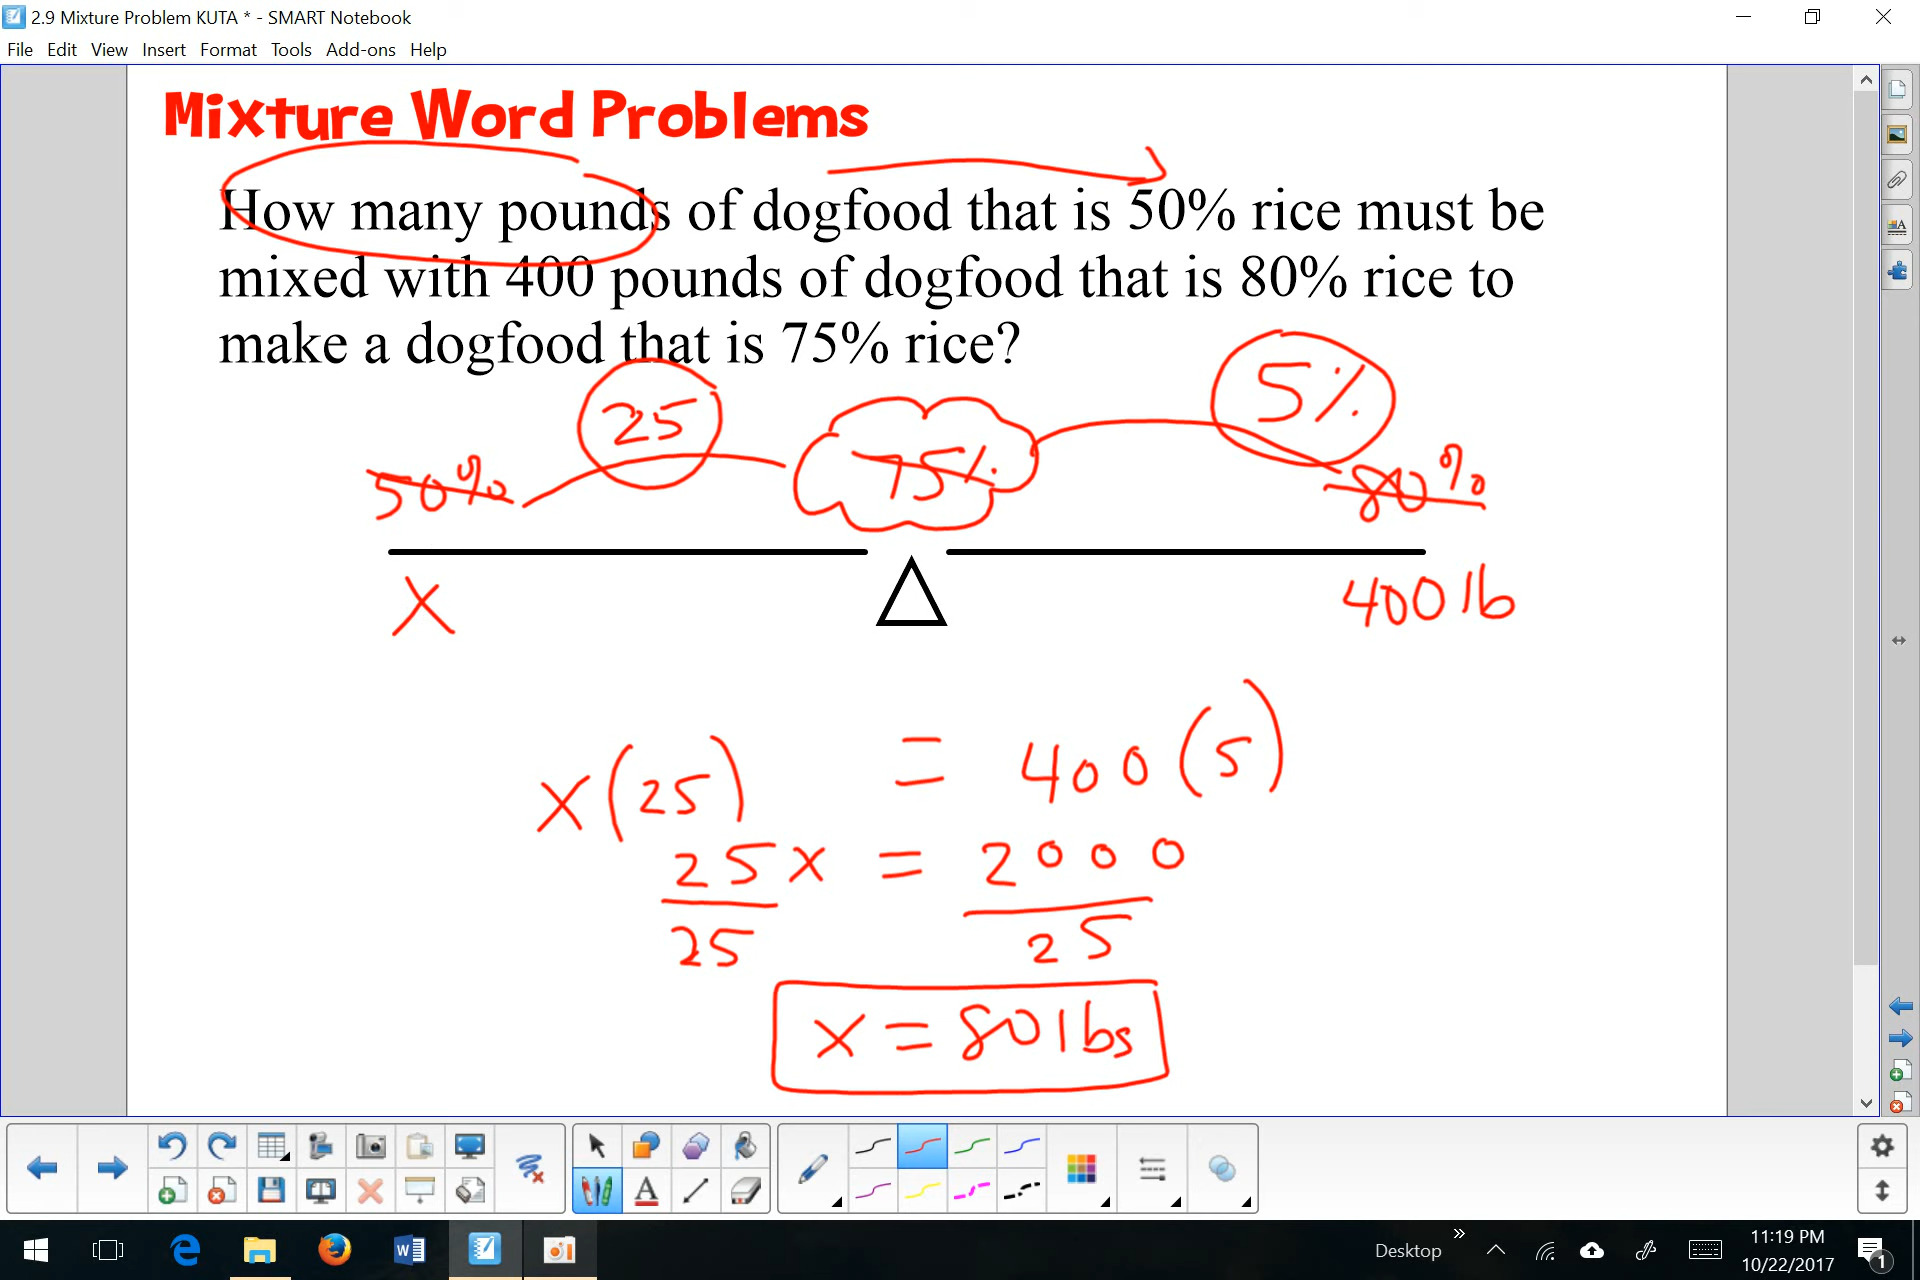 2.9 Mixture Problem KUTA * - SMART Notebook
File Edit View Insert Format Tools Add-ons Help
Mixture Word Problems
How many pounds of dogfood that is 50% rice must be
mixed with 400 pounds of dogfood that is 80% rice to
make a dogfood that is 75% rice?
25
5%
50%
75%
80%
X
400 lb
x(25) = 400(5)
25x = 2000
25 25
x = 80 lbs
Desktop
11:19 PM
10/22/2017
1